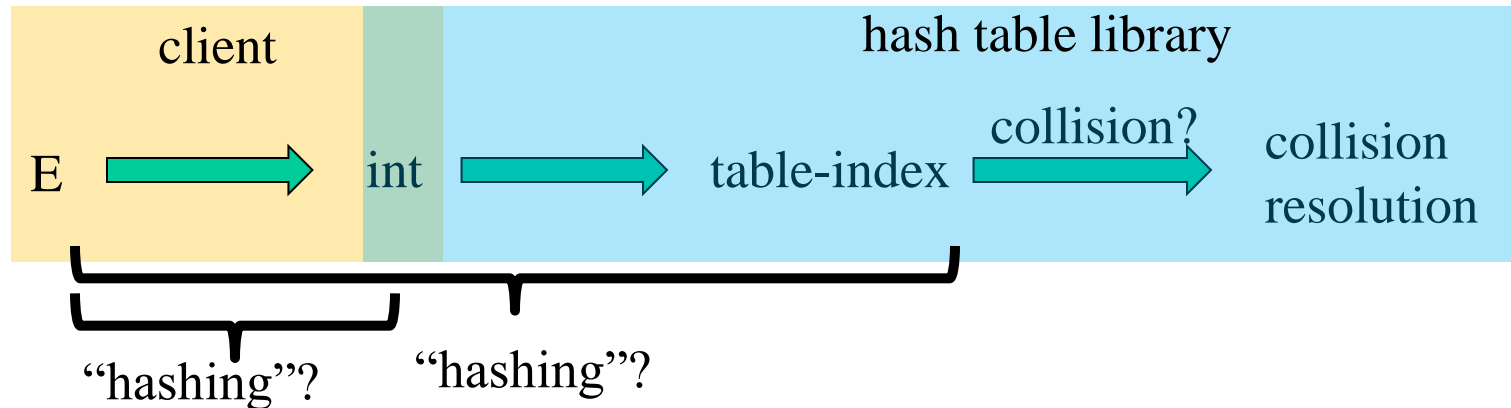 client
hash table library
collision?
E
int
table-index
collision
resolution
“hashing”?
“hashing”?